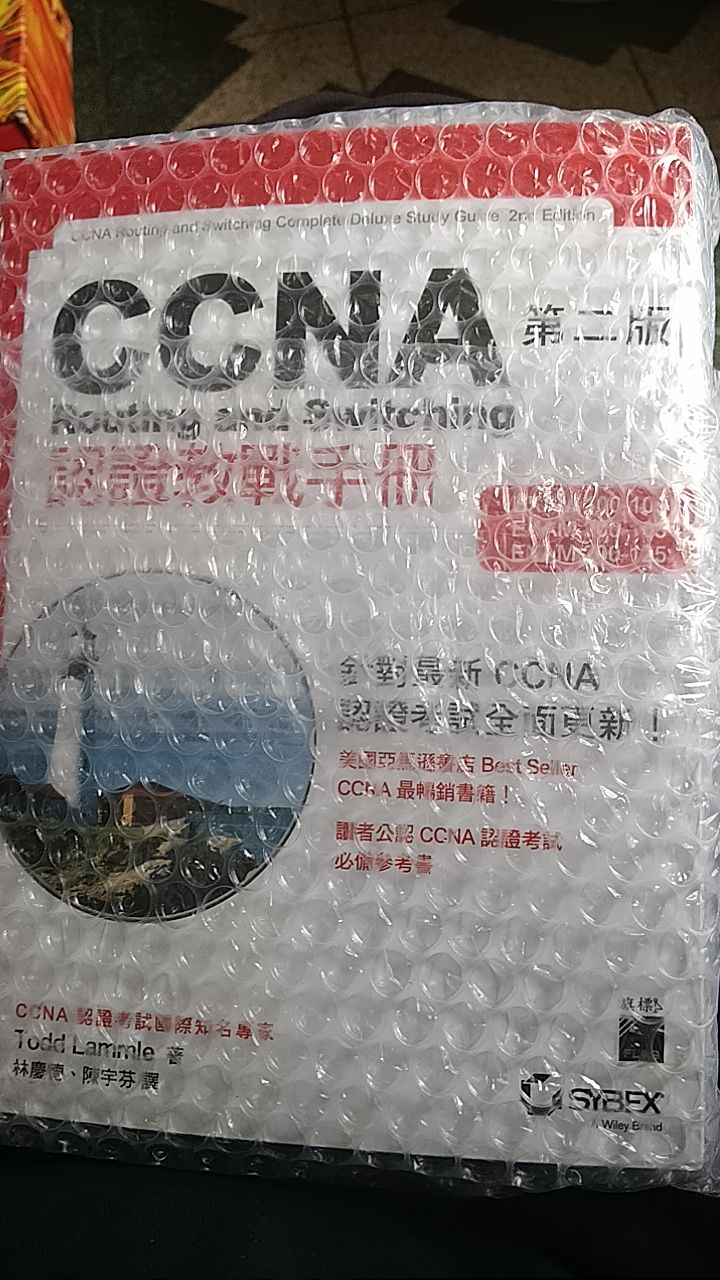 CCNA Routing and Switching Complete Deluxe Study Guide 2nd Edition
CCNA 第二版
Routing and Switching
認證教戰手冊
EXAM
EXAM
針對最新 CCNA
認證考試全面更新！
美國亞馬遜書店 Best Seller
CCNA 最暢銷書籍！
讀者公認 CCNA 認證考試
必備參考書
CCNA 認證考試國際知名專家
Todd Lammle 著
林慶德、陳宇芬 譯
旗標
SYBEX
A Wiley Brand